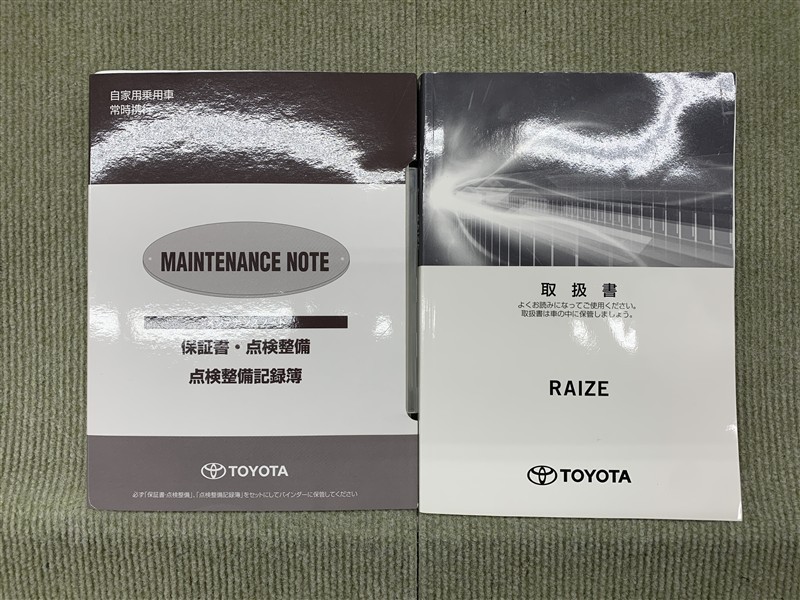 自家用乗用車
常時携行
MAINTENANCE NOTE
保証書・点検整備
点検整備記録簿
TOYOTA
必ず「保証書・点検整備」、「点検整備記録簿」をセットにしてバインダーに保管してください
取扱書
よくお読みになってご使用ください。
取扱書は車の中に保管しましょう。
RAIZE
TOYOTA